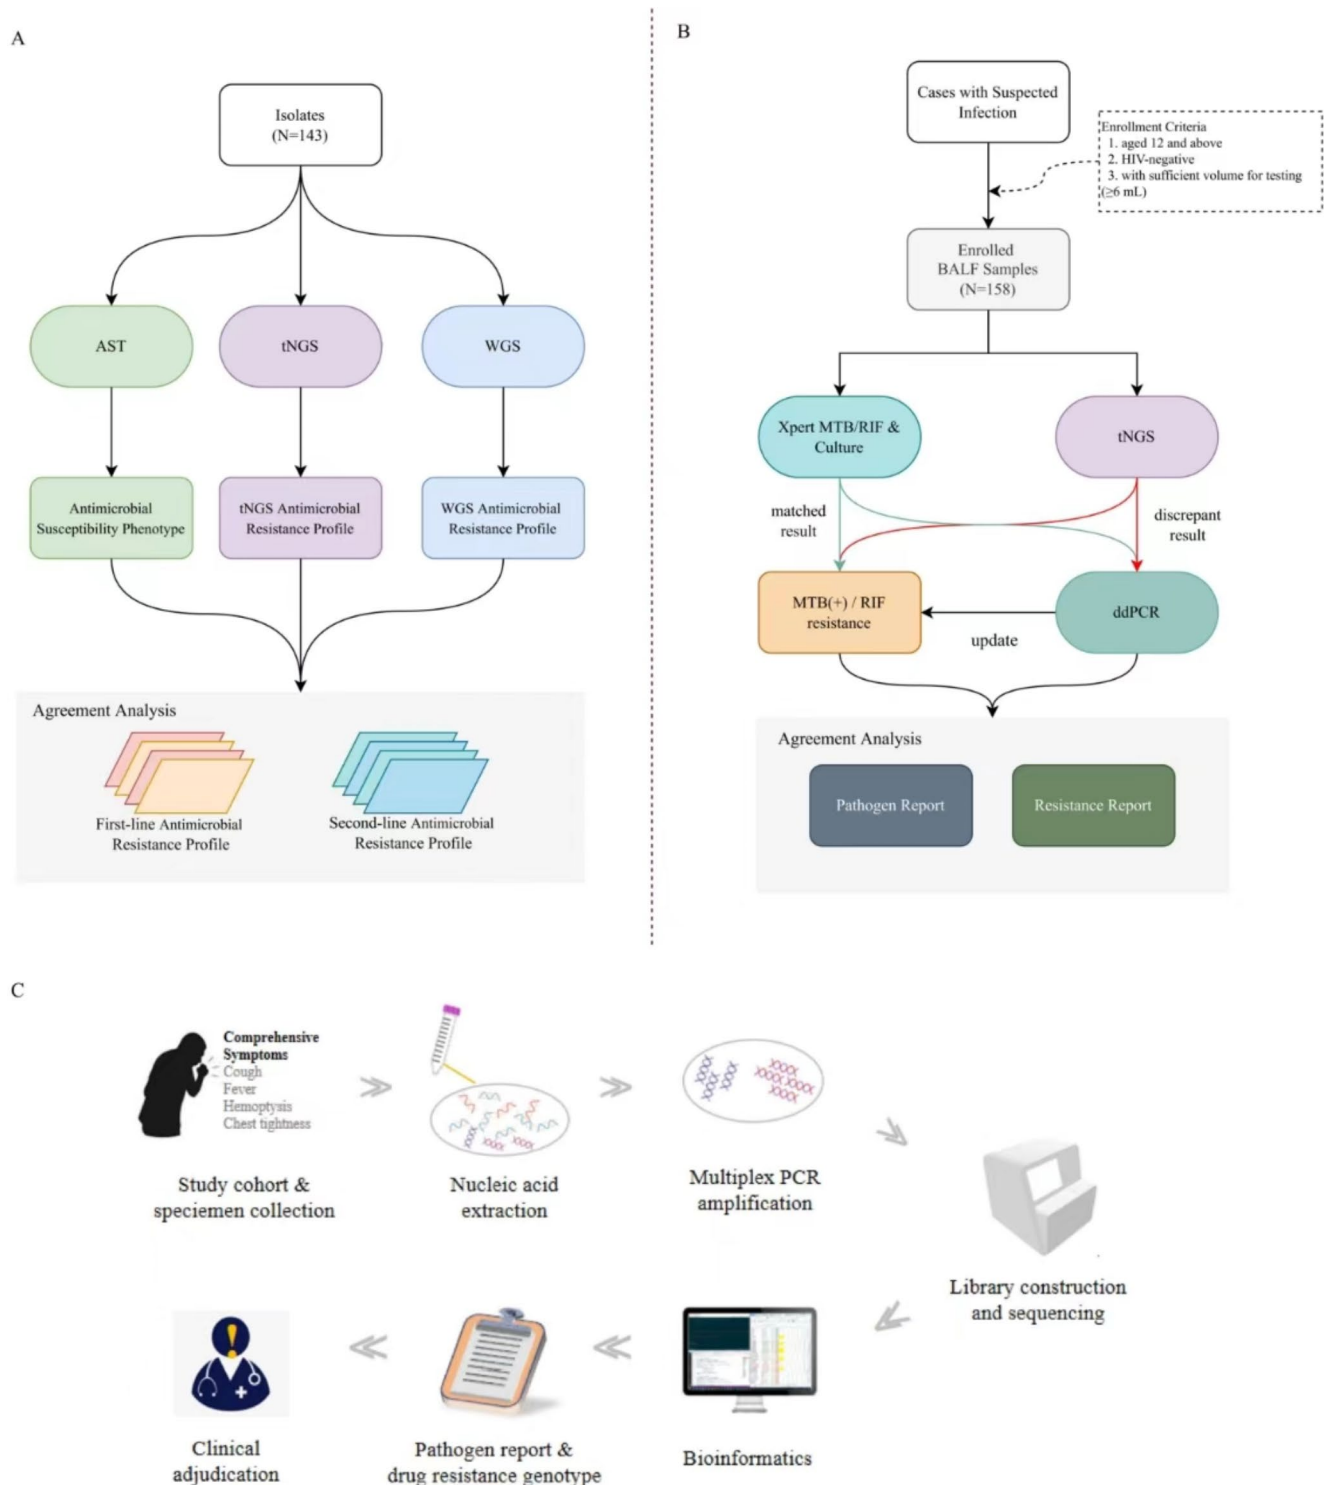 A
Isolates
(N=143)
AST
tNGS
WGS
Antimicrobial
Susceptibility Phenotype
tNGS Antimicrobial
Resistance Profile
WGS Antimicrobial
Resistance Profile
Agreement Analysis
First-line Antimicrobial
Resistance Profile
Second-line Antimicrobial
Resistance Profile
B
Cases with Suspected
Infection
Enrollment Criteria
1. aged 12 and above
2. HIV-negative
3. with sufficient volume for testing
(≥6 mL)
Enrolled
BALF Samples
(N=158)
Xpert MTB/RIF &
Culture
tNGS
matched
result
discrepant
result
MTB(+) / RIF
resistance
update
ddPCR
Agreement Analysis
Pathogen Report
Resistance Report
C
Comprehensive
Symptoms
Cough
Fever
Hemoptysis
Chest tightness
Study cohort &
speciemen collection
Nucleic acid
extraction
Multiplex PCR
amplification
Library construction
and sequencing
Bioinformatics
Pathogen report &
drug resistance genotype
Clinical
adjudication